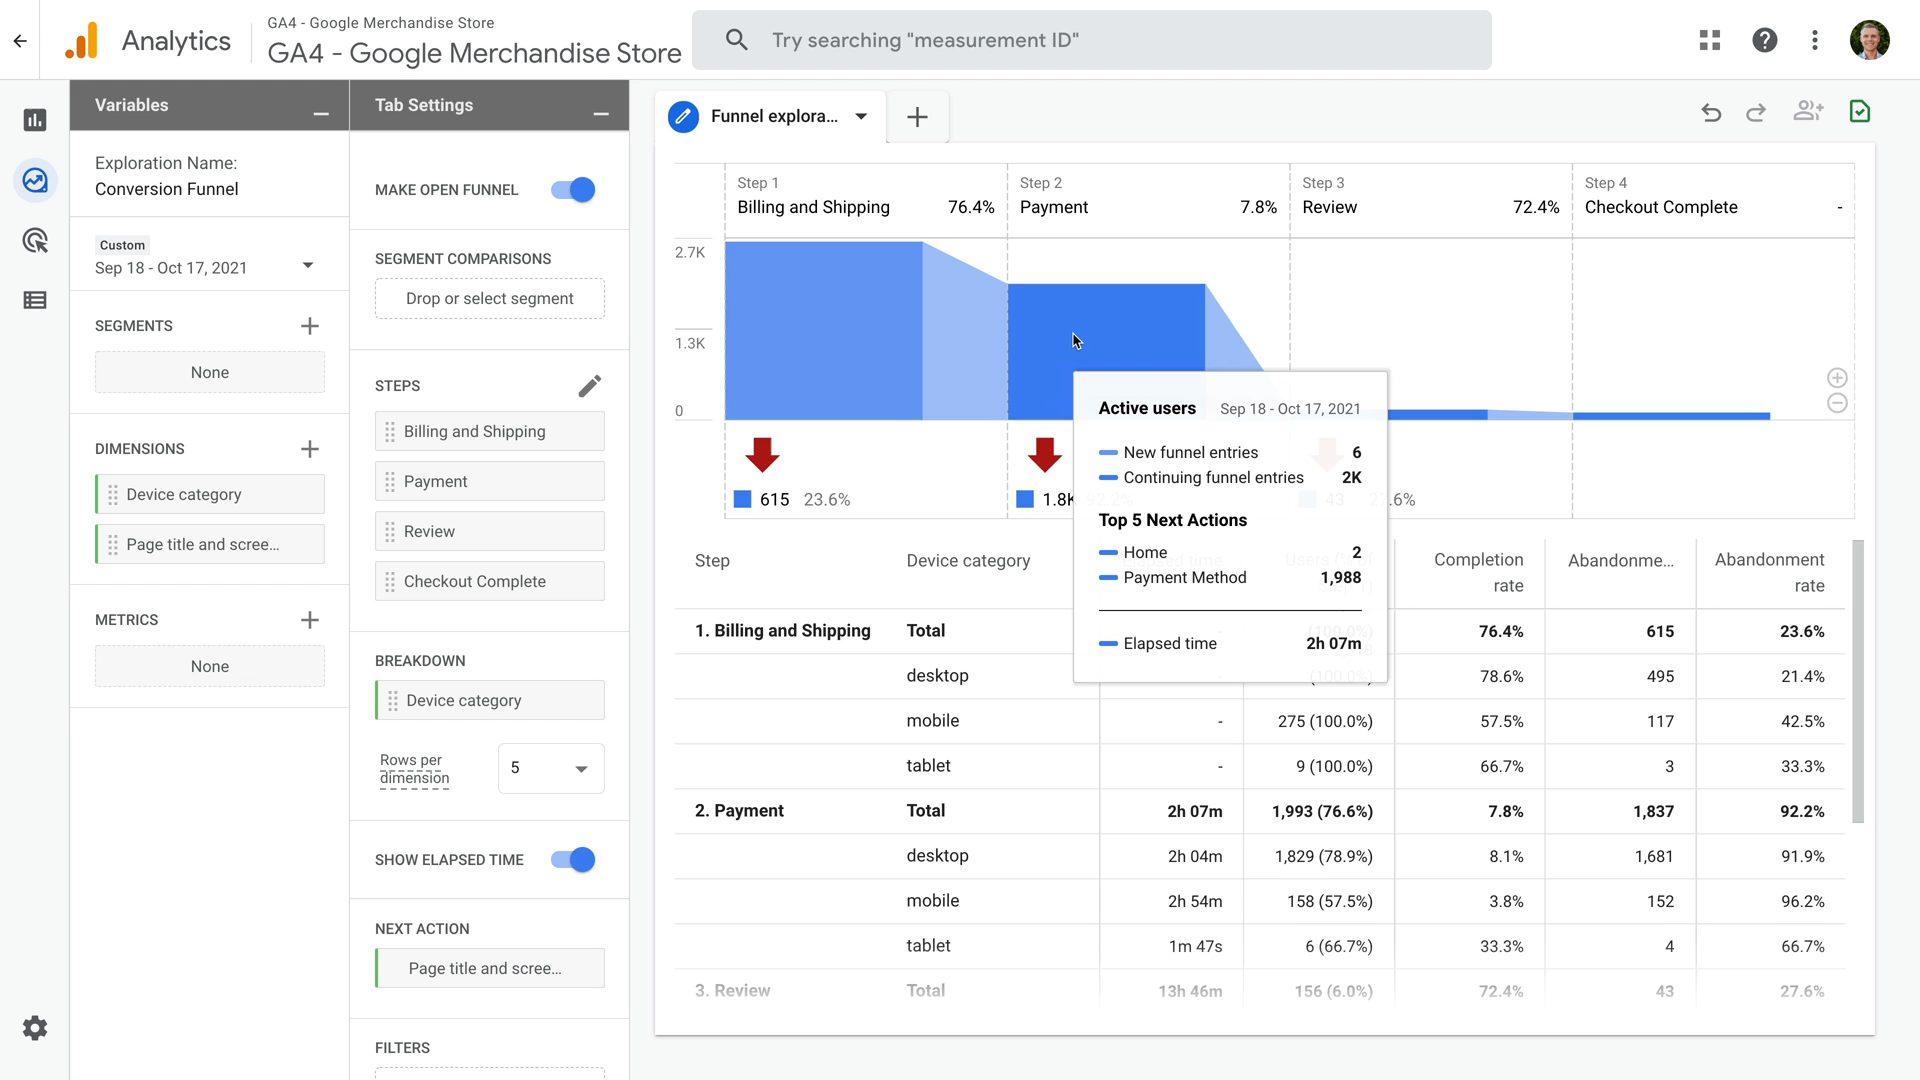 Analytics
GA4 - Google Merchandise Store
GA4 - Google Merchandise Store
Try searching "measurement ID"
Variables
Exploration Name:
Conversion Funnel
Custom
Sep 18 - Oct 17, 2021
SEGMENTS
None
DIMENSIONS
Device category
Page title and scree...
METRICS
None
Tab Settings
MAKE OPEN FUNNEL
SEGMENT COMPARISONS
Drop or select segment
STEPS
Billing and Shipping
Payment
Review
Checkout Complete
BREAKDOWN
Device category
Rows per
dimension
5
SHOW ELAPSED TIME
NEXT ACTION
Page title and scree...
FILTERS
Funnel explora...
Step 1
Billing and Shipping 76.4%
Step 2
Payment 7.8%
Step 3
Review 72.4%
Step 4
Checkout Complete -
2.7K
1.3K
0
615 23.6%
1.8K 92.2%
43 27.6%
Active users Sep 18 - Oct 17, 2021
New funnel entries 6
Continuing funnel entries 2K
Top 5 Next Actions
Home 2
Payment Method 1,988
Elapsed time 2h 07m
Step Device category Completion rate Abandonme... Abandonment rate
1. Billing and Shipping Total - (100.0%) 76.4% 615 23.6%
desktop - (100.0%) 78.6% 495 21.4%
mobile - 275 (100.0%) 57.5% 117 42.5%
tablet - 9 (100.0%) 66.7% 3 33.3%
2. Payment Total 2h 07m 1,993 (76.6%) 7.8% 1,837 92.2%
desktop 2h 04m 1,829 (78.9%) 8.1% 1,681 91.9%
mobile 2h 54m 158 (57.5%) 3.8% 152 96.2%
tablet 1m 47s 6 (66.7%) 33.3% 4 66.7%
3. Review Total 13h 46m 156 (6.0%) 72.4% 43 27.6%